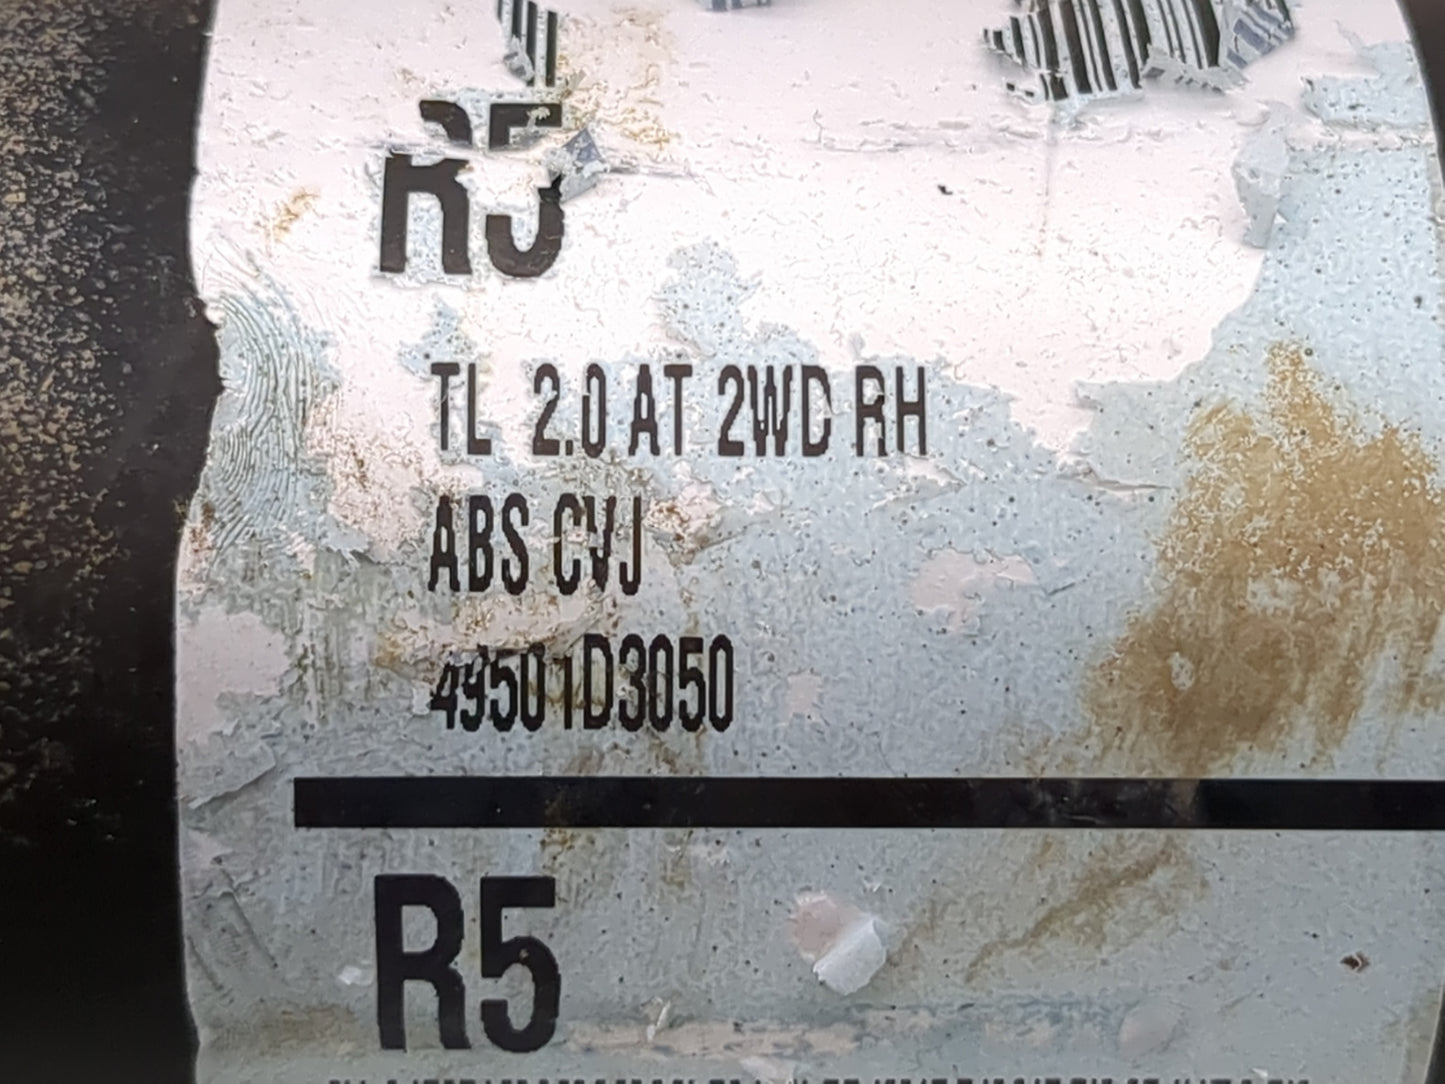 R5
TL 2.0 AT 2WD RH
ABS CVJ
49501D3050
R5